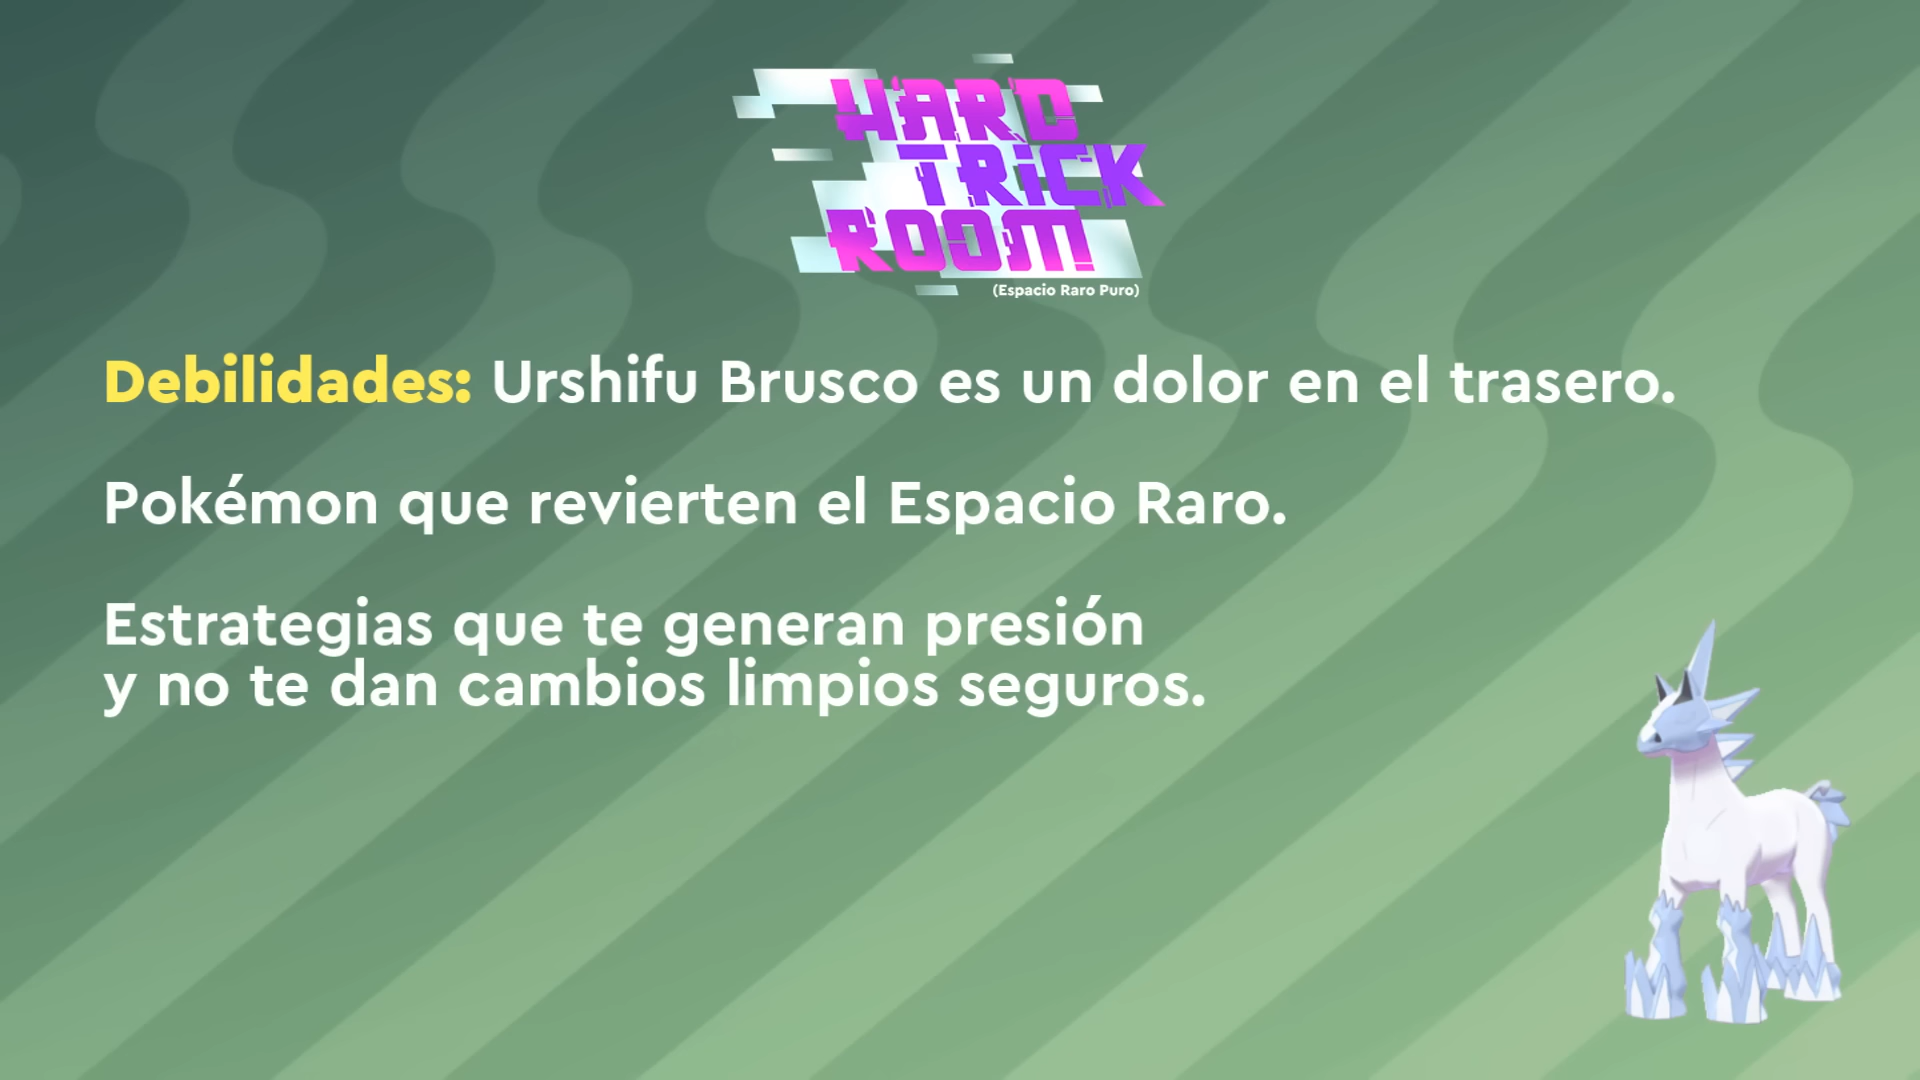 HARD
TRiCK
ROOM
(Espacio Raro Puro)
Debilidades: Urshifu Brusco es un dolor en el trasero.
Pokémon que revierten el Espacio Raro.
Estrategias que te generan presión
y no te dan cambios limpios seguros.